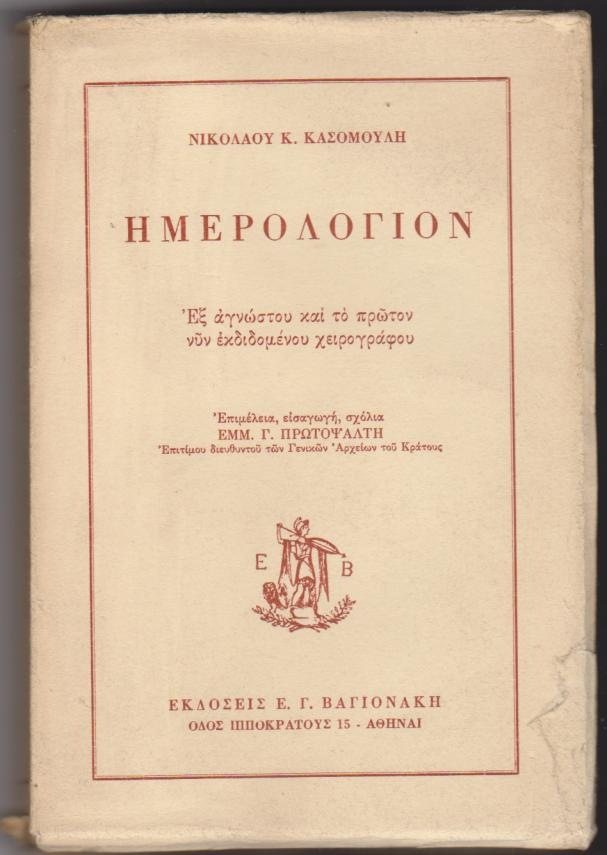 ΝΙΚΟΛΑΟΥ Κ. ΚΑΣΟΜΟΥΛΗ
ΗΜΕΡΟΛΟΓΙΟΝ
Ἐξ ἀγνώστου καὶ τὸ πρῶτον
νῦν ἐκδιδομένου χειρογράφου
Ἐπιμέλεια, εἰσαγωγή, σχόλια
ΕΜΜ. Γ. ΠΡΩΤΟΨΑΛΤΗ
Ἐπιτίμου διευθυντοῦ τῶν Γενικῶν Ἀρχείων τοῦ Κράτους
Ε Β
ΕΚΔΟΣΕΙΣ Ε. Γ. ΒΑΓΙΟΝΑΚΗ
ΟΔΟΣ ΙΠΠΟΚΡΑΤΟΥΣ 15 - ΑΘΗΝΑΙ